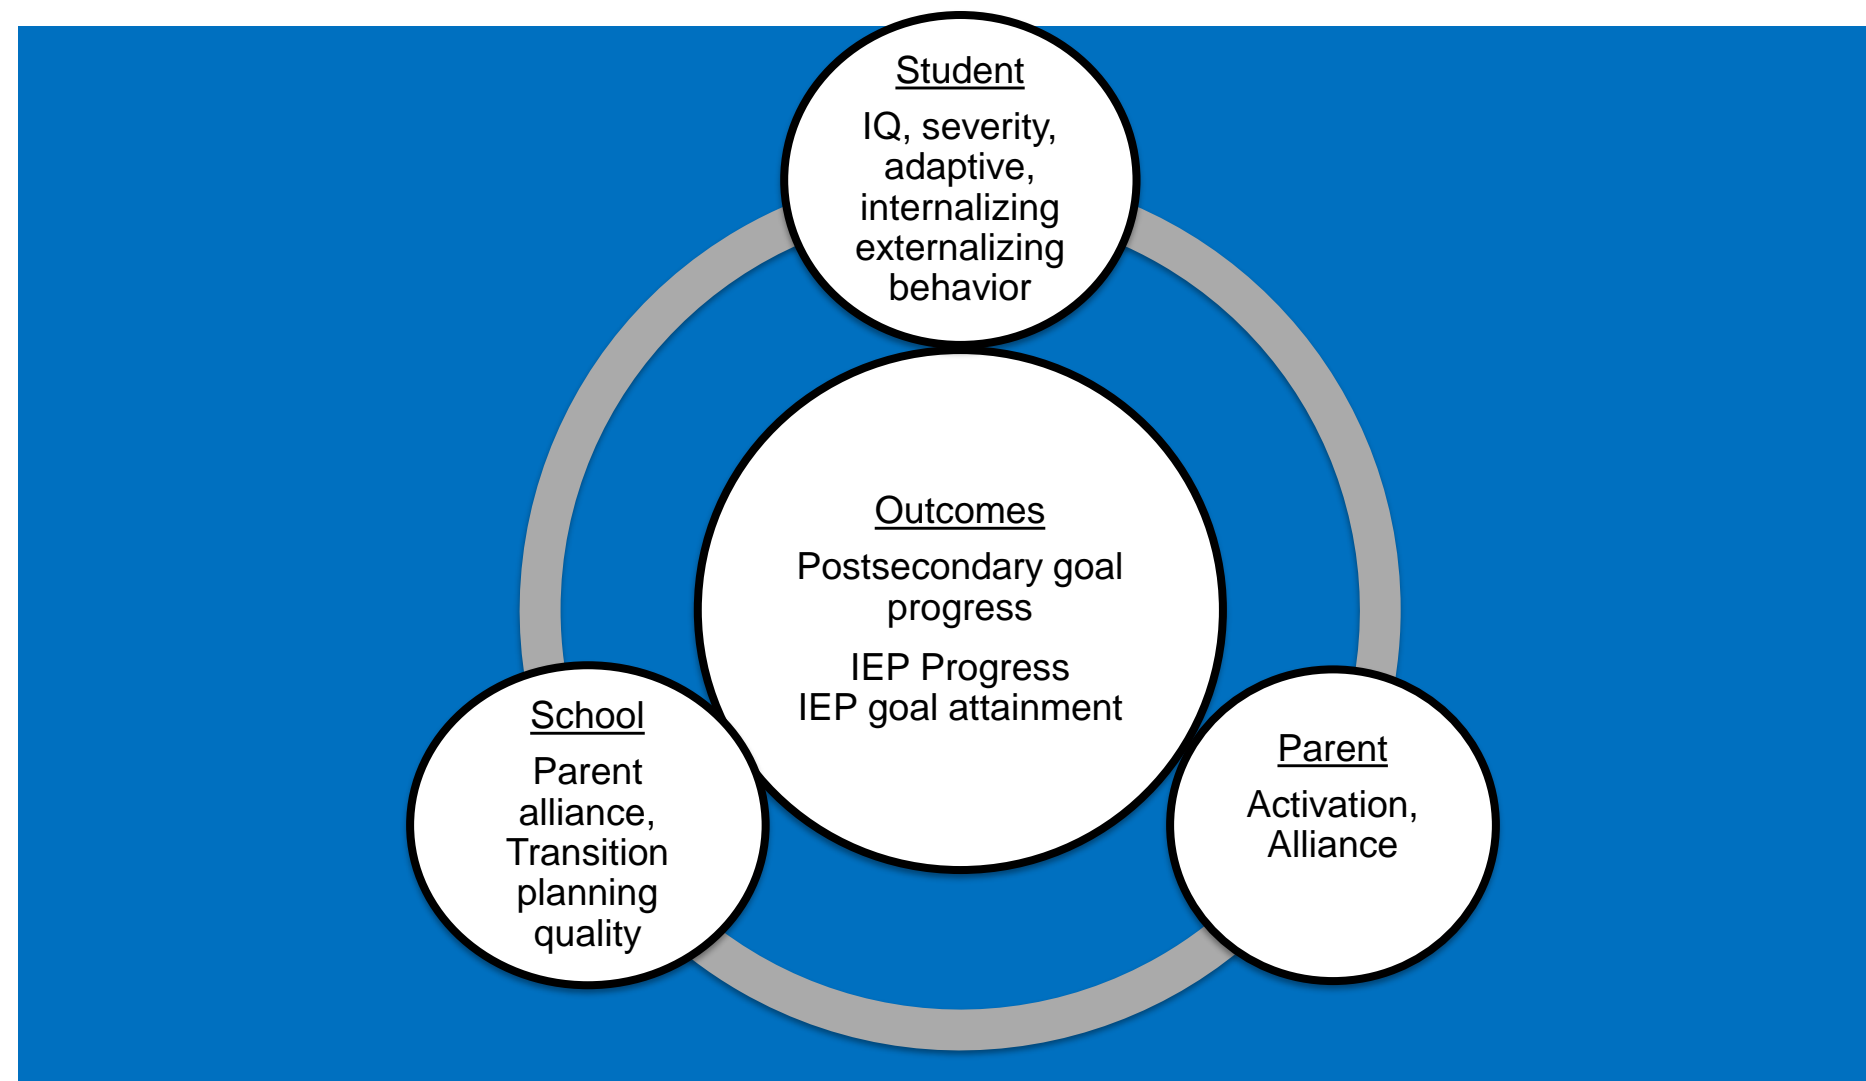 Student
IQ, severity,
adaptive,
internalizing
externalizing
behavior
Outcomes
Postsecondary goal
progress
IEP Progress
IEP goal attainment
School
Parent
alliance,
Transition
planning
quality
Parent
Activation,
Alliance